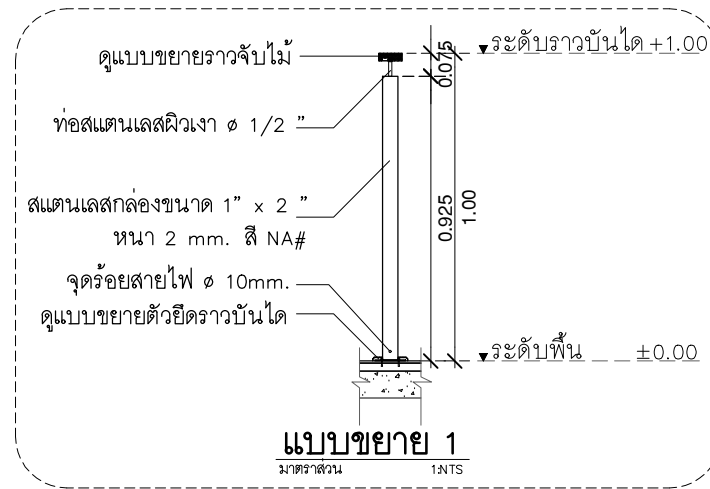 ดูแบบขยายราวจับไม้
ระดับราวบันได +1.00
0.075
ท่อสแตนเลสผิวเงา ø 1/2 "
สแตนเลสกล่องขนาด 1" x 2 "
หนา 2 mm. สี NA#
0.925
1.00
จุดร้อยสายไฟ ø 10mm.
ดูแบบขยายตัวยึดราวบันได
ระดับพื้น ±0.00
แบบขยาย 1
มาตราส่วน 1:NTS